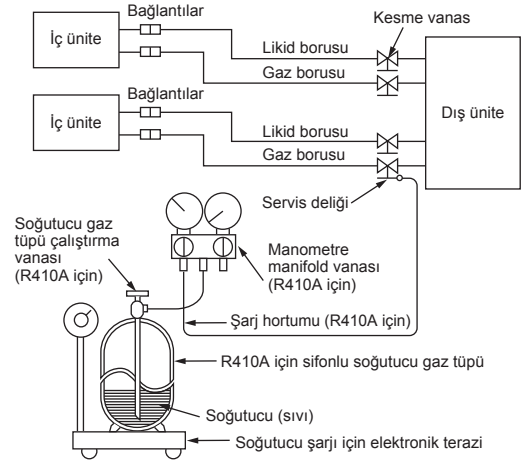 Bağlantılar
Kesme vanası
İç ünite
Likid borusu
Gaz borusu
Bağlantılar
İç ünite
Likid borusu
Gaz borusu
Dış ünite
Servis deliği
Soğutucu gaz
tüpü çalıştırma
vanası
(R410A için)
Manometre
manifold vanası
(R410A için)
Şarj hortumu (R410A için)
R410A için sifonlu soğutucu gaz tüpü
Soğutucu (sıvı)
Soğutucu şarjı için elektronik terazi